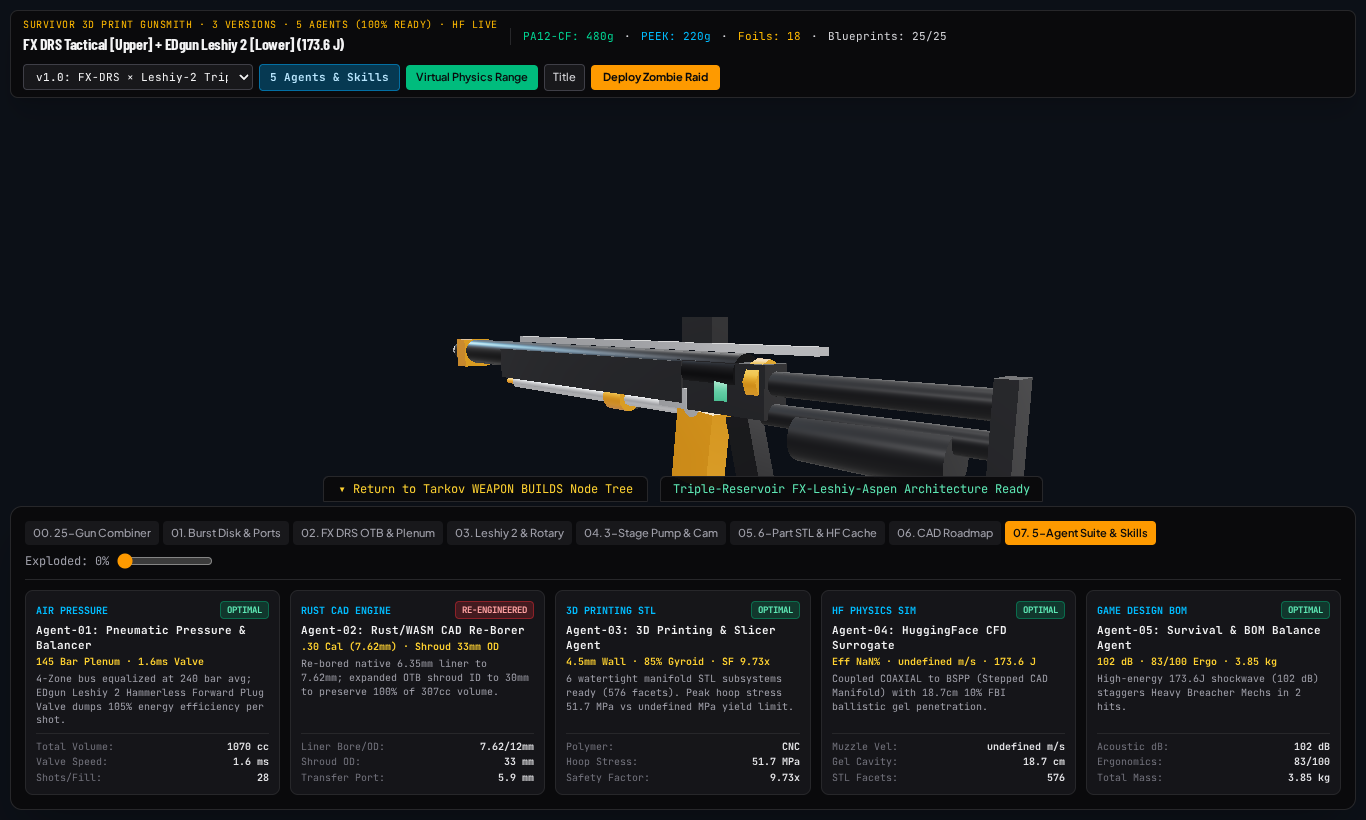 SURVIVOR 3D PRINT GUNSMITH · 3 VERSIONS · 5 AGENTS (100% READY) · HF LIVE
FX DRS Tactical [Upper] + EDgun Leshiy 2 [Lower] (173.6 J)
PA12-CF: 480g · PEEK: 220g · Foils: 18 · Blueprints: 25/25
v1.0: FX-DRS × Leshiy-2 Trip
5 Agents & Skills
Virtual Physics Range
Title
Deploy Zombie Raid
▾ Return to Tarkov WEAPON BUILDS Node Tree
Triple-Reservoir FX-Leshiy-Aspen Architecture Ready
00. 25-Gun Combiner
01. Burst Disk & Ports
02. FX DRS OTB & Plenum
03. Leshiy 2 & Rotary
04. 3-Stage Pump & Cam
05. 6-Part STL & HF Cache
06. CAD Roadmap
07. 5-Agent Suite & Skills
Exploded: 0%
AIR PRESSURE
OPTIMAL
Agent-01: Pneumatic Pressure &
Balancer
145 Bar Plenum · 1.6ms Valve
4-Zone bus equalized at 240 bar avg;
EDgun Leshiy 2 Hammerless Forward Plug
Valve dumps 105% energy efficiency per
shot.
Total Volume: 1070 cc
Valve Speed: 1.6 ms
Shots/Fill: 28
RUST CAD ENGINE
RE-ENGINEERED
Agent-02: Rust/WASM CAD Re-Borer
.30 Cal (7.62mm) · Shroud 33mm OD
Re-bored native 6.35mm liner to
7.62mm; expanded OTB shroud ID to 30mm
to preserve 100% of 307cc volume.
Liner Bore/OD: 7.62/12mm
Shroud OD: 33 mm
Transfer Port: 5.9 mm
3D PRINTING STL
OPTIMAL
Agent-03: 3D Printing & Slicer
Agent
4.5mm Wall · 85% Gyroid · SF 9.73x
6 watertight manifold STL subsystems
ready (576 facets). Peak hoop stress
51.7 MPa vs undefined MPa yield limit.
Polymer: CNC
Hoop Stress: 51.7 MPa
Safety Factor: 9.73x
HF PHYSICS SIM
OPTIMAL
Agent-04: HuggingFace CFD
Surrogate
Eff NaN% · undefined m/s · 173.6 J
Coupled COAXIAL to BSPP (Stepped CAD
Manifold) with 18.7cm 10% FBI
ballistic gel penetration.
Muzzle Vel: undefined m/s
Gel Cavity: 18.7 cm
STL Facets: 576
GAME DESIGN BOM
OPTIMAL
Agent-05: Survival & BOM Balance
Agent
102 dB · 83/100 Ergo · 3.85 kg
High-energy 173.6J shockwave (102 dB)
staggers Heavy Breacher Mechs in 2
hits.
Acoustic dB: 102 dB
Ergonomics: 83/100
Total Mass: 3.85 kg